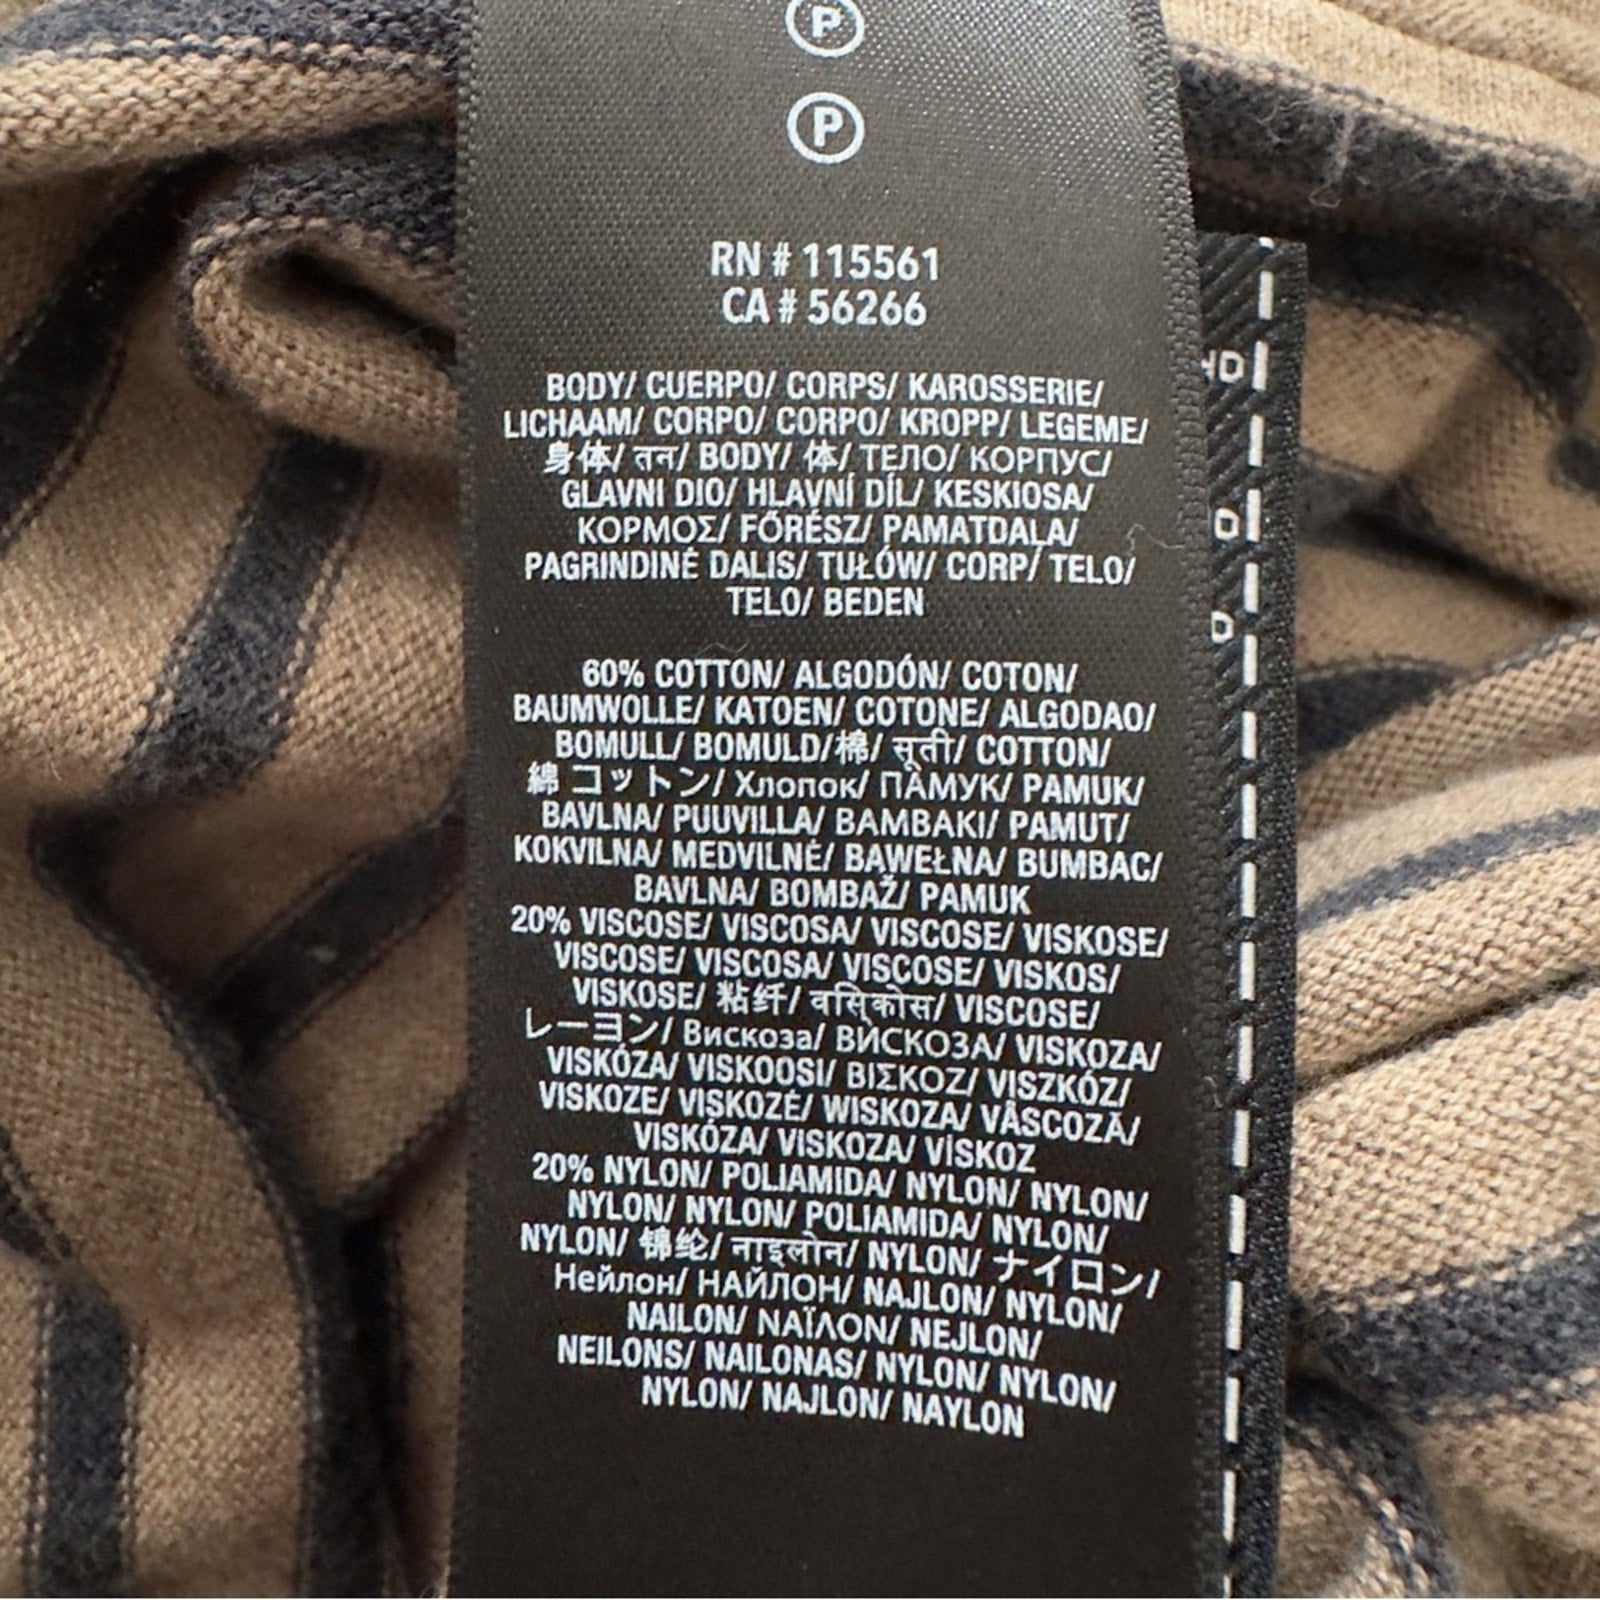 P
P
RN # 115561
CA # 56266
BODY/ CUERPO/ CORPS/ KAROSSERIE/
LICHAAM/ CORPO/ CORPO/ KROPP/ LEGEME/
身体/ तन/ BODY/ 体/ ТЕЛО/ КОРПУС/
GLAVNI DIO/ HLAVNÍ DÍL/ KESKIOSA/
ΚΟΡΜΟΣ/ FŐRÉSZ/ PAMATDAĻA/
PAGRINDINĖ DALIS/ TUŁÓW/ CORP/ TELO/
TELO/ BEDEN
60% COTTON/ ALGODÓN/ COTON/
BAUMWOLLE/ KATOEN/ COTONE/ ALGODAO/
BOMULL/ BOMULD/棉/ सूती/ COTTON/
綿 コットン/ Хлопок/ ПАМУК/ PAMUK/
BAVLNA/ PUUVILLA/ BAMBAKI/ PAMUT/
KOKVILNA/ MEDVILNĖ/ BAWEŁNA/ BUMBAC/
BAVLNA/ BOMBAŽ/ PAMUK
20% VISCOSE/ VISCOSA/ VISCOSE/ VISKOSE/
VISCOSE/ VISCOSA/ VISCOSE/ VISKOS/
VISKOSE/ 粘纤/ वसि्कोस/ VISCOSE/
レーヨン/ Вискоза/ ВИСКОЗА/ VISKOZA/
VISKÓZA/ VISKOOSI/ ΒΙΣΚΟΖ/ VISZKÓZ/
VISKOZE/ VISKOZĖ/ WISKOZA/ VÂSCOZĂ/
VISKÓZA/ VISKOZA/ VİSKOZ
20% NYLON/ POLIAMIDA/ NYLON/ NYLON/
NYLON/ NYLON/ POLIAMIDA/ NYLON/
NYLON/ 锦纶/ नाइलोन/ NYLON/ ナイロン/
Нейлон/ НАЙЛОН/ NAJLON/ NYLON/
NAILON/ ΝΑΪΛΟΝ/ NEJLON/
NEILONS/ NAILONAS/ NYLON/ NYLON/
NYLON/ NAJLON/ NAYLON